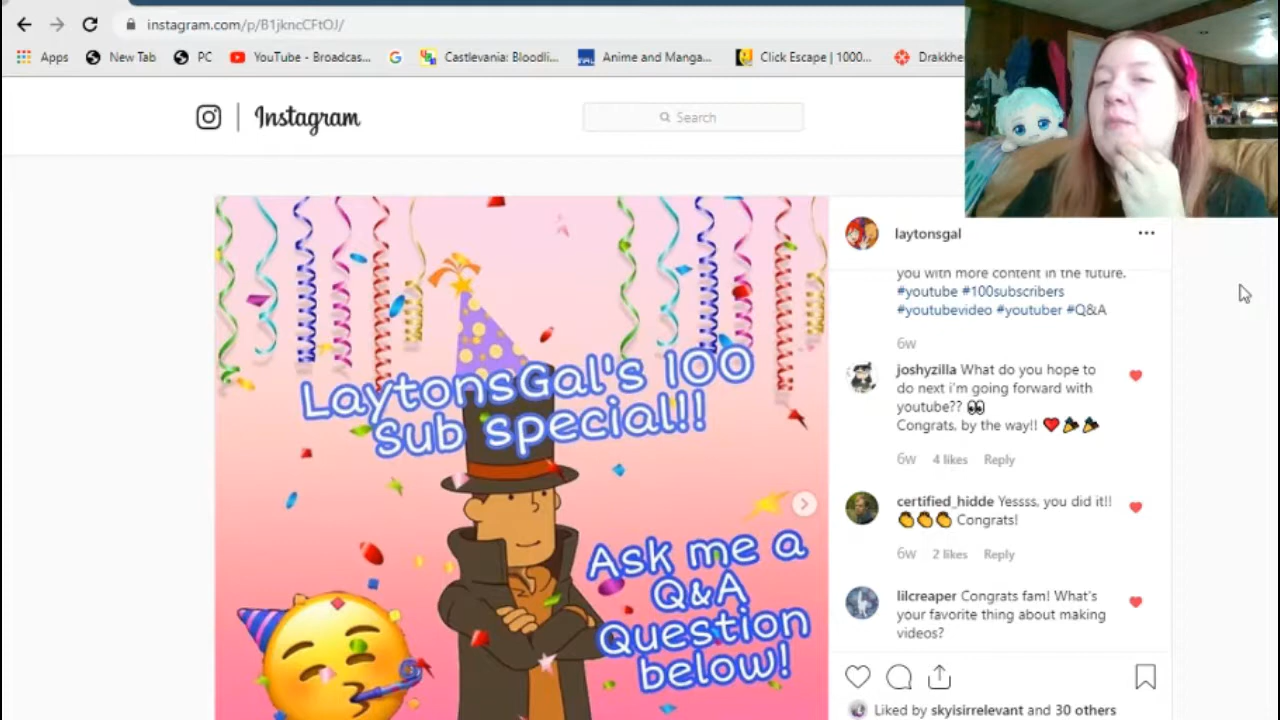 instagram.com/p/B1jkncCFtOJ/
Apps New Tab PC YouTube - Broadcas... Castlevania: Bloodli... Anime and Manga... Click Escape | 1000... Drakkhe
Instagram
Search
laytonsgal
you with more content in the future.
#youtube #100subscribers
#youtubevideo #youtuber #Q&A
6w
joshyzilla What do you hope to
do next i'm going forward with
youtube??
Congrats, by the way!!
6w 4 likes Reply
certified_hidde Yessss, you did it!!
Congrats!
6w 2 likes Reply
lilcreaper Congrats fam! What's
your favorite thing about making
videos?
Liked by skyisirrelevant and 30 others
LaytonsGal's 100
Sub special!!
Ask me a
Q&A
Question
below!